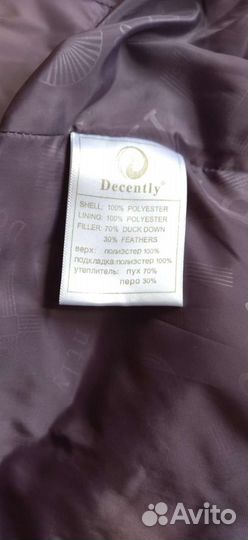 Decently
SHELL: 100% POLYESTER
LINING: 100% POLYESTER
FILLER: 70% DUCK DOWN
30% FEATHERS
верх: полиэстер 100%
подкладка:полиэстер 100%
утеплитель: пух 70%
перо 30%
Avito